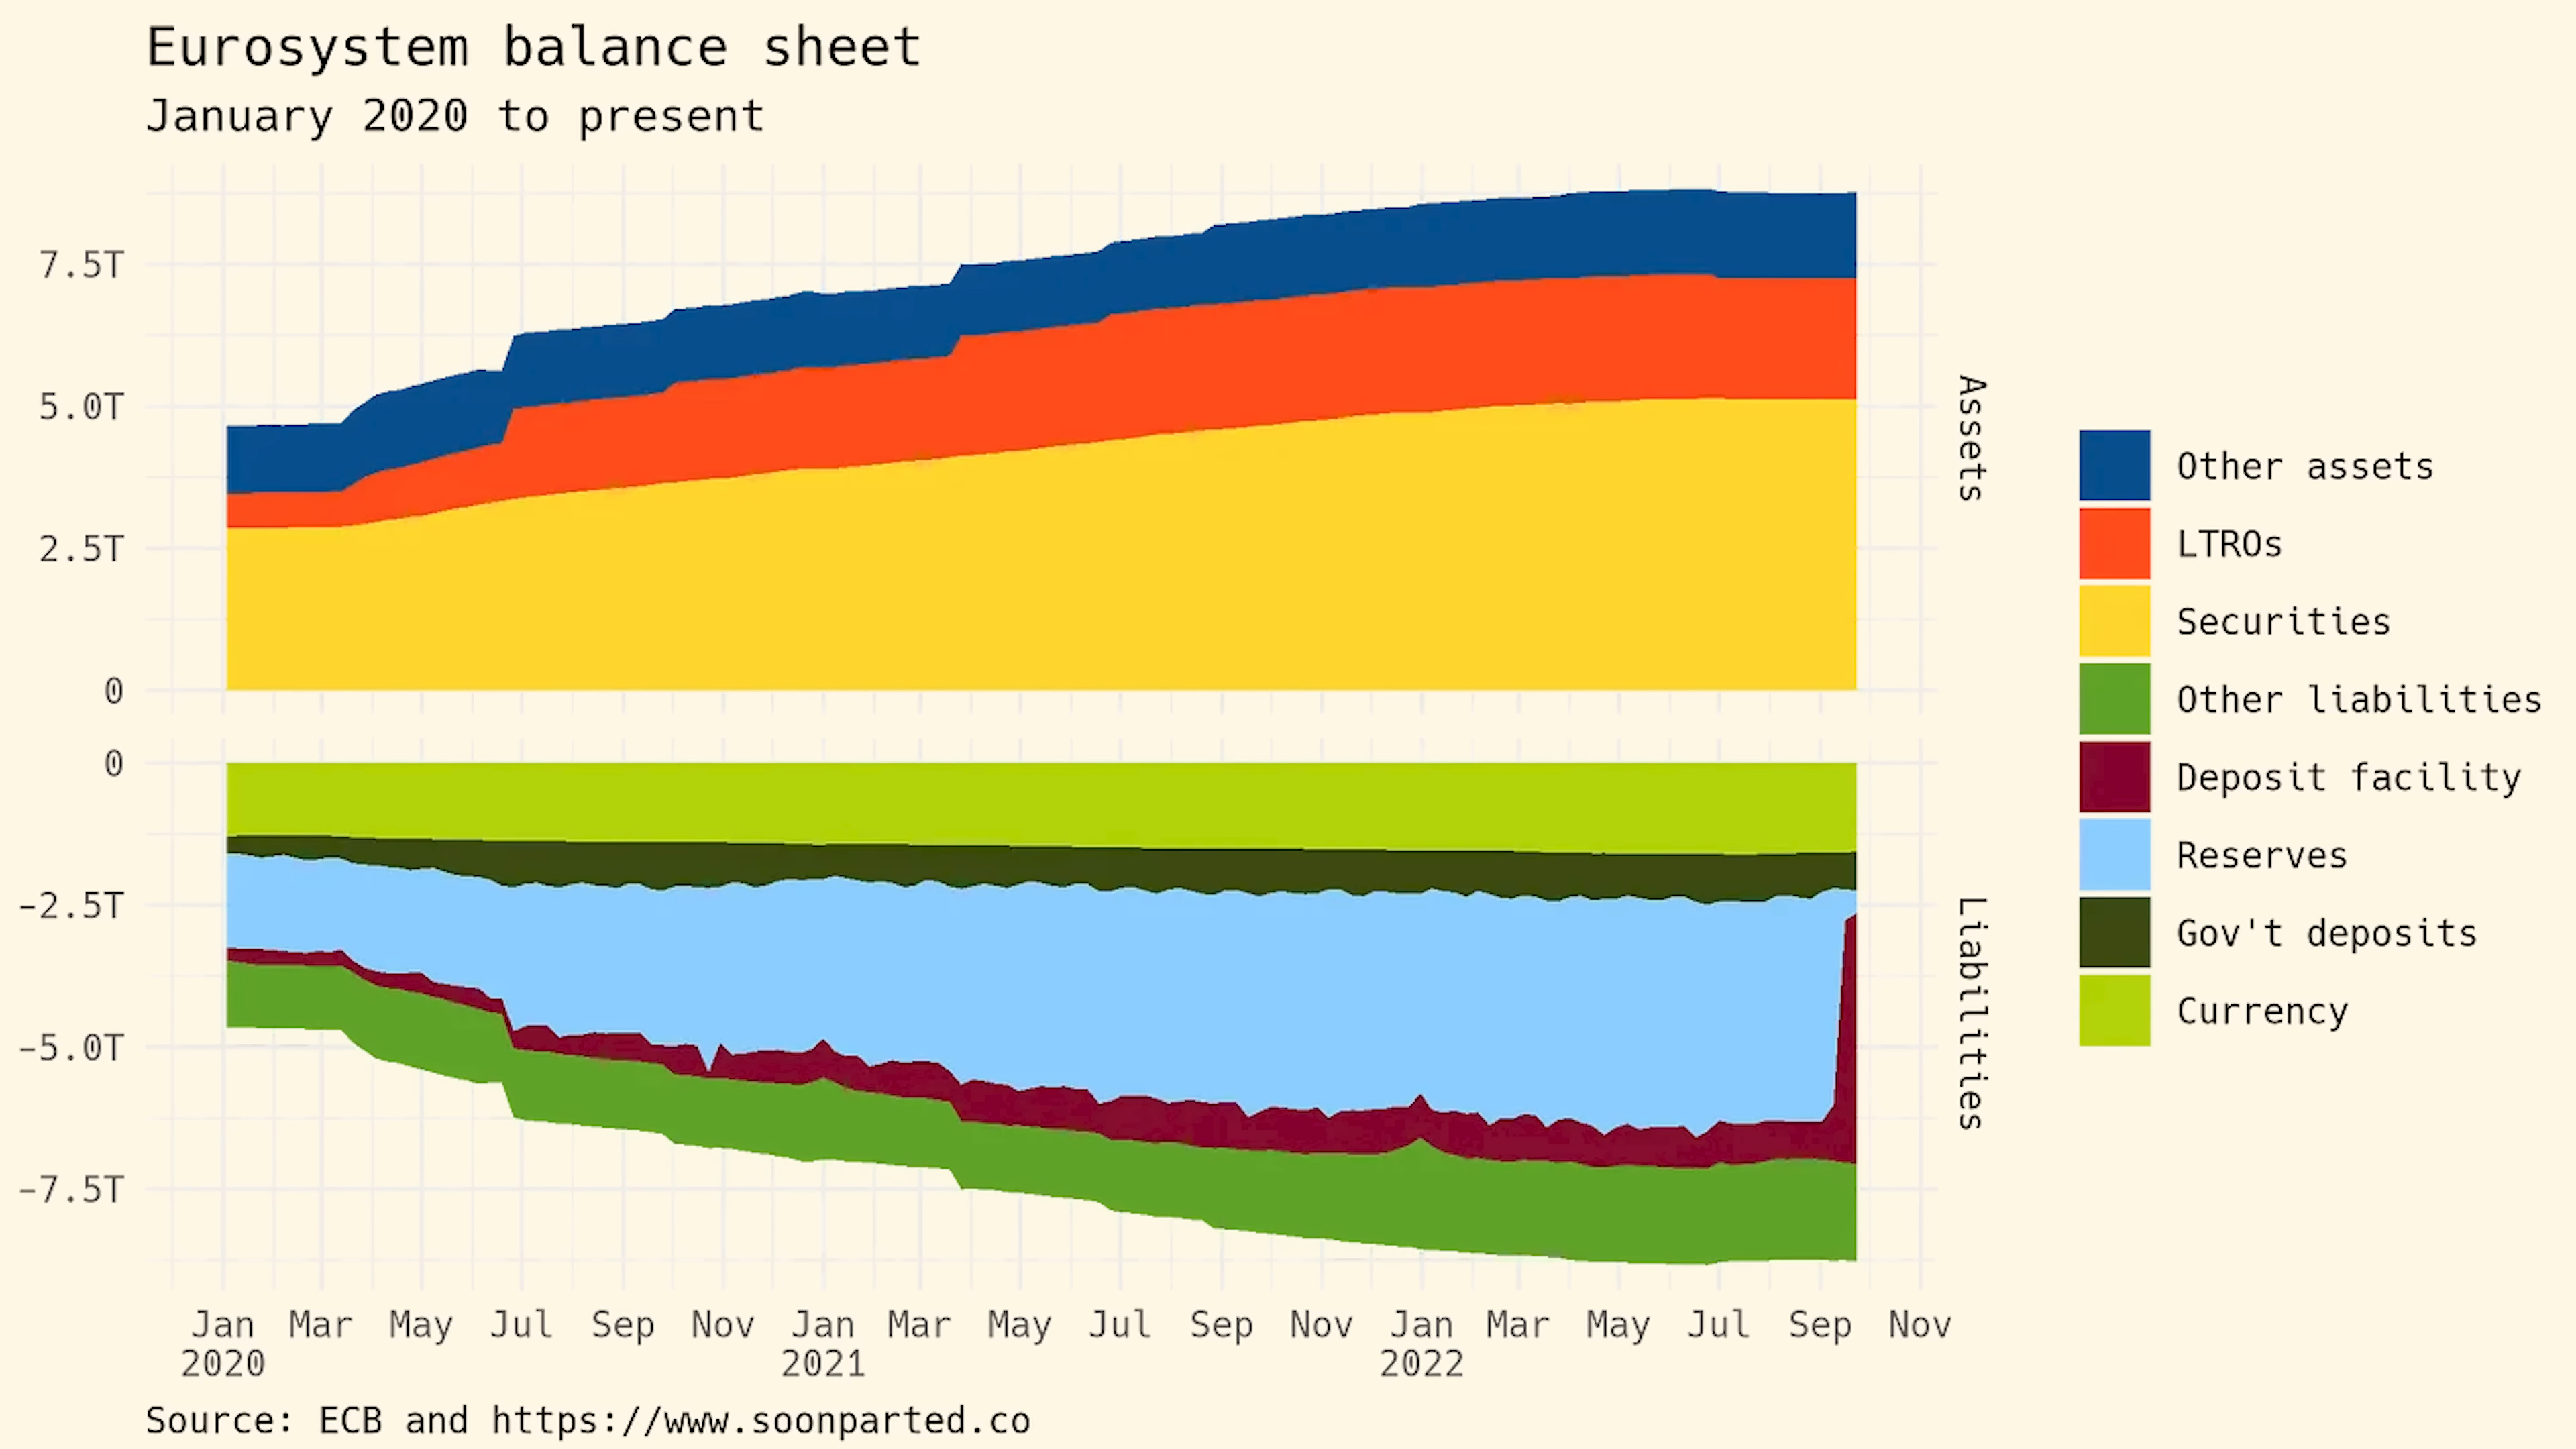 Eurosystem balance sheet
January 2020 to present
7.5T
5.0T
2.5T
0
Assets
0
-2.5T
-5.0T
-7.5T
Liabilities
Jan Mar May Jul Sep Nov Jan Mar May Jul Sep Nov Jan Mar May Jul Sep Nov
2020 2021 2022
Other assets
LTROs
Securities
Other liabilities
Deposit facility
Reserves
Gov't deposits
Currency
Source: ECB and https://www.soonparted.co